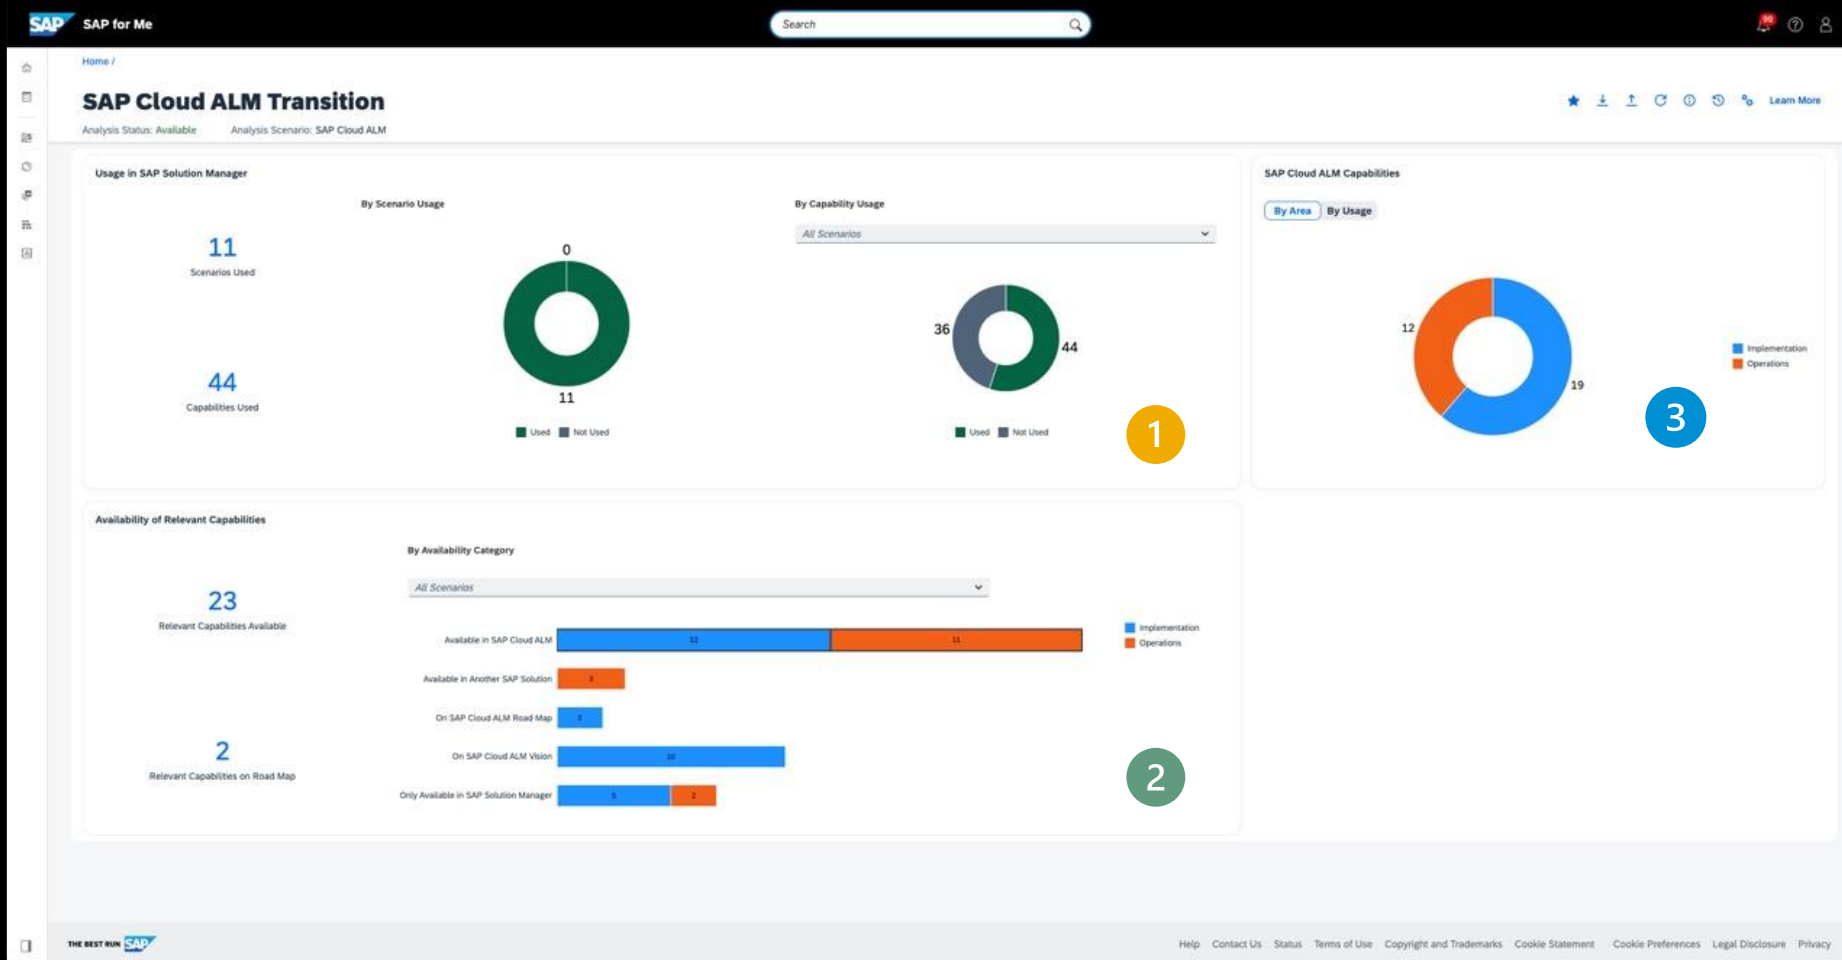 SAP SAP for Me
Search
99
Home /
SAP Cloud ALM Transition
Learn More
Analysis Status: Available Analysis Scenario: SAP Cloud ALM
Usage in SAP Solution Manager
By Scenario Usage
By Capability Usage
All Scenarios
11
Scenarios Used
44
Capabilities Used
0
11
Used Not Used
36
44
Used Not Used
1
SAP Cloud ALM Capabilities
By Area By Usage
12
19
Implementation
Operations
3
Availability of Relevant Capabilities
By Availability Category
All Scenarios
23
Relevant Capabilities Available
2
Relevant Capabilities on Road Map
Available in SAP Cloud ALM 12 11
Available in Another SAP Solution 3
On SAP Cloud ALM Road Map 2
On SAP Cloud ALM Vision 10
Only Available in SAP Solution Manager 5 2
Implementation
Operations
2
THE BEST RUN SAP
Help Contact Us Status Terms of Use Copyright and Trademarks Cookie Statement Cookie Preferences Legal Disclosure Privacy